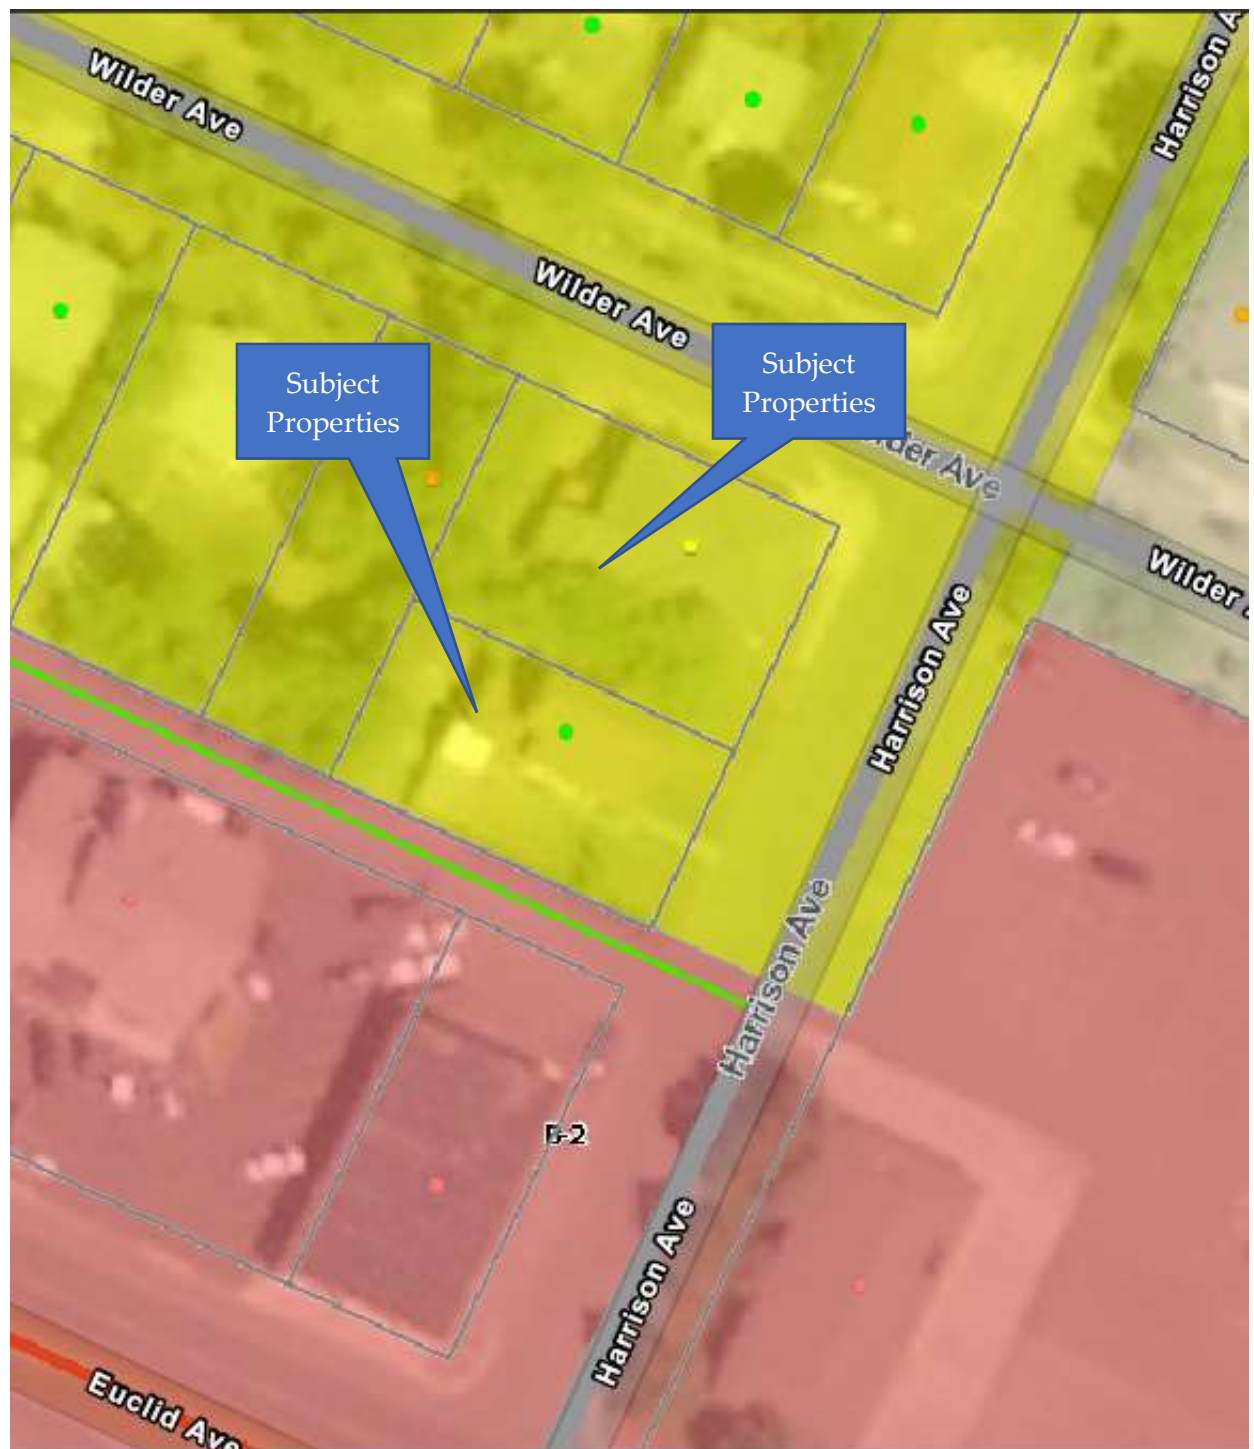 Harrison A
Wilder Ave
Wilder Ave
Subject
Properties
Subject
Properties
ilder Ave
Wilder
Harrison Ave
Harrison Ave
B-2
Harrison Ave
Euclid Ave